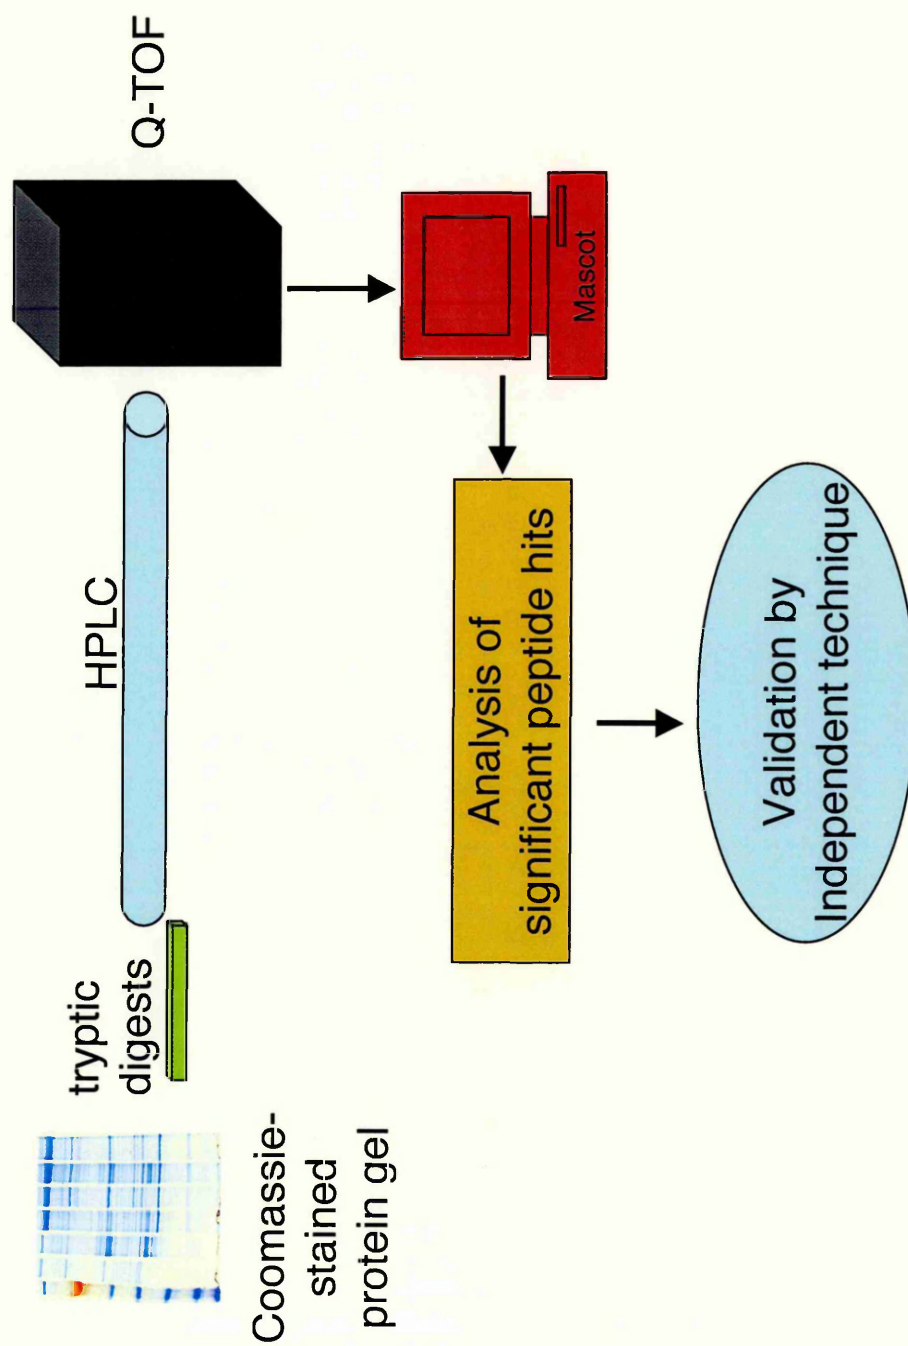 Coomassie-
stained
protein gel
tryptic
digests
HPLC
Q-TOF
Mascot
Analysis of
significant peptide hits
Validation by
Independent technique